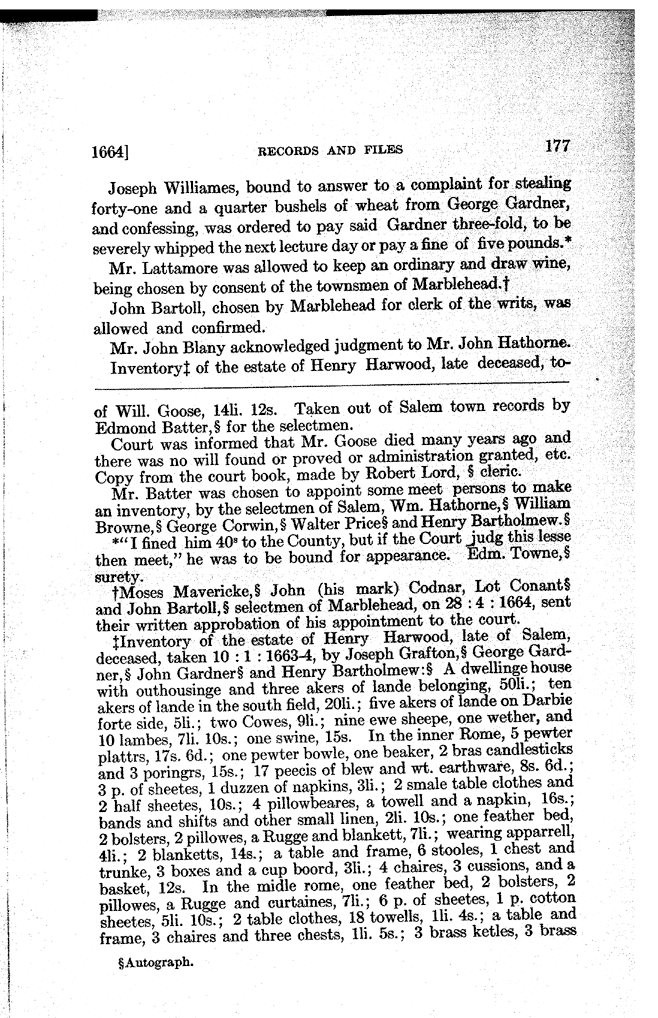 1664] RECORDS AND FILES 177
Joseph Williames, bound to answer to a complaint for stealing
forty-one and a quarter bushels of wheat from George Gardner,
and confessing, was ordered to pay said Gardner three-fold, to be
severely whipped the next lecture day or pay a fine of five pounds.*
Mr. Lattamore was allowed to keep an ordinary and draw wine,
being chosen by consent of the townsmen of Marblehead.†
John Bartoll, chosen by Marblehead for clerk of the writs, was
allowed and confirmed.
Mr. John Blany acknowledged judgment to Mr. John Hathorne.
Inventory‡ of the estate of Henry Harwood, late deceased, to-
of Will. Goose, 14li. 12s. Taken out of Salem town records by
Edmond Batter,§ for the selectmen.
Court was informed that Mr. Goose died many years ago and
there was no will found or proved or administration granted, etc.
Copy from the court book, made by Robert Lord, § cleric.
Mr. Batter was chosen to appoint some meet persons to make
an inventory, by the selectmen of Salem, Wm. Hathorne,§ William
Browne,§ George Corwin,§ Walter Price§ and Henry Bartholmew.§
*"I fined him 40ˢ to the County, but if the Court judg this lesse
then meet," he was to be bound for appearance. Edm. Towne,§
surety.
†Moses Mavericke,§ John (his mark) Codnar, Lot Conant§
and John Bartoll,§ selectmen of Marblehead, on 28 : 4 : 1664, sent
their written approbation of his appointment to the court.
‡Inventory of the estate of Henry Harwood, late of Salem,
deceased, taken 10 : 1 : 1663-4, by Joseph Grafton,§ George Gard-
ner,§ John Gardner§ and Henry Bartholmew:§ A dwellinge house
with outhousinge and three akers of lande belonging, 50li.; ten
akers of lande in the south field, 20li.; five akers of lande on Darbie
forte side, 5li.; two Cowes, 9li.; nine ewe sheepe, one wether, and
10 lambes, 7li. 10s.; one swine, 15s. In the inner Rome, 5 pewter
plattrs, 17s. 6d.; one pewter bowle, one beaker, 2 bras candlesticks
and 3 poringrs, 15s.; 17 peecis of blew and wt. earthware, 8s. 6d.;
3 p. of sheetes, 1 duzzen of napkins, 3li.; 2 smale table clothes and
2 half sheetes, 10s.; 4 pillowbeares, a towell and a napkin, 16s.;
bands and shifts and other small linen, 2li. 10s.; one feather bed,
2 bolsters, 2 pillowes, a Rugge and blankett, 7li.; wearing apparrell,
4li.; 2 blanketts, 14s.; a table and frame, 6 stooles, 1 chest and
trunke, 3 boxes and a cup boord, 3li.; 4 chaires, 3 cussions, and a
basket, 12s. In the midle rome, one feather bed, 2 bolsters, 2
pillowes, a Rugge and curtaines, 7li.; 6 p. of sheetes, 1 p. cotton
sheetes, 5li. 10s.; 2 table clothes, 18 towells, 1li. 4s.; a table and
frame, 3 chaires and three chests, 1li. 5s.; 3 brass ketles, 3 brass
§Autograph.